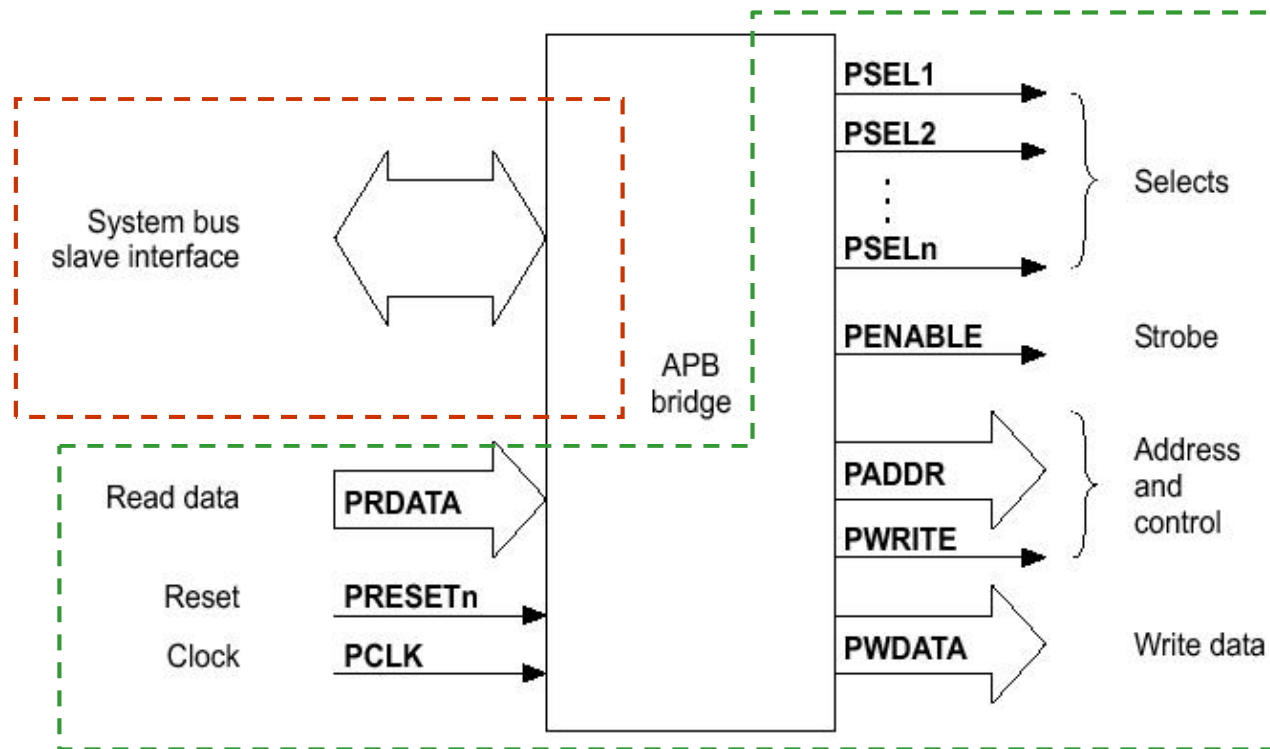 System bus
slave interface
Read data
PRDATA
Reset
PRESETn
Clock
PCLK
APB
bridge
PSEL1
PSEL2
PSELn
Selects
PENABLE
Strobe
PADDR
PWRITE
Address
and
control
PWDATA
Write data